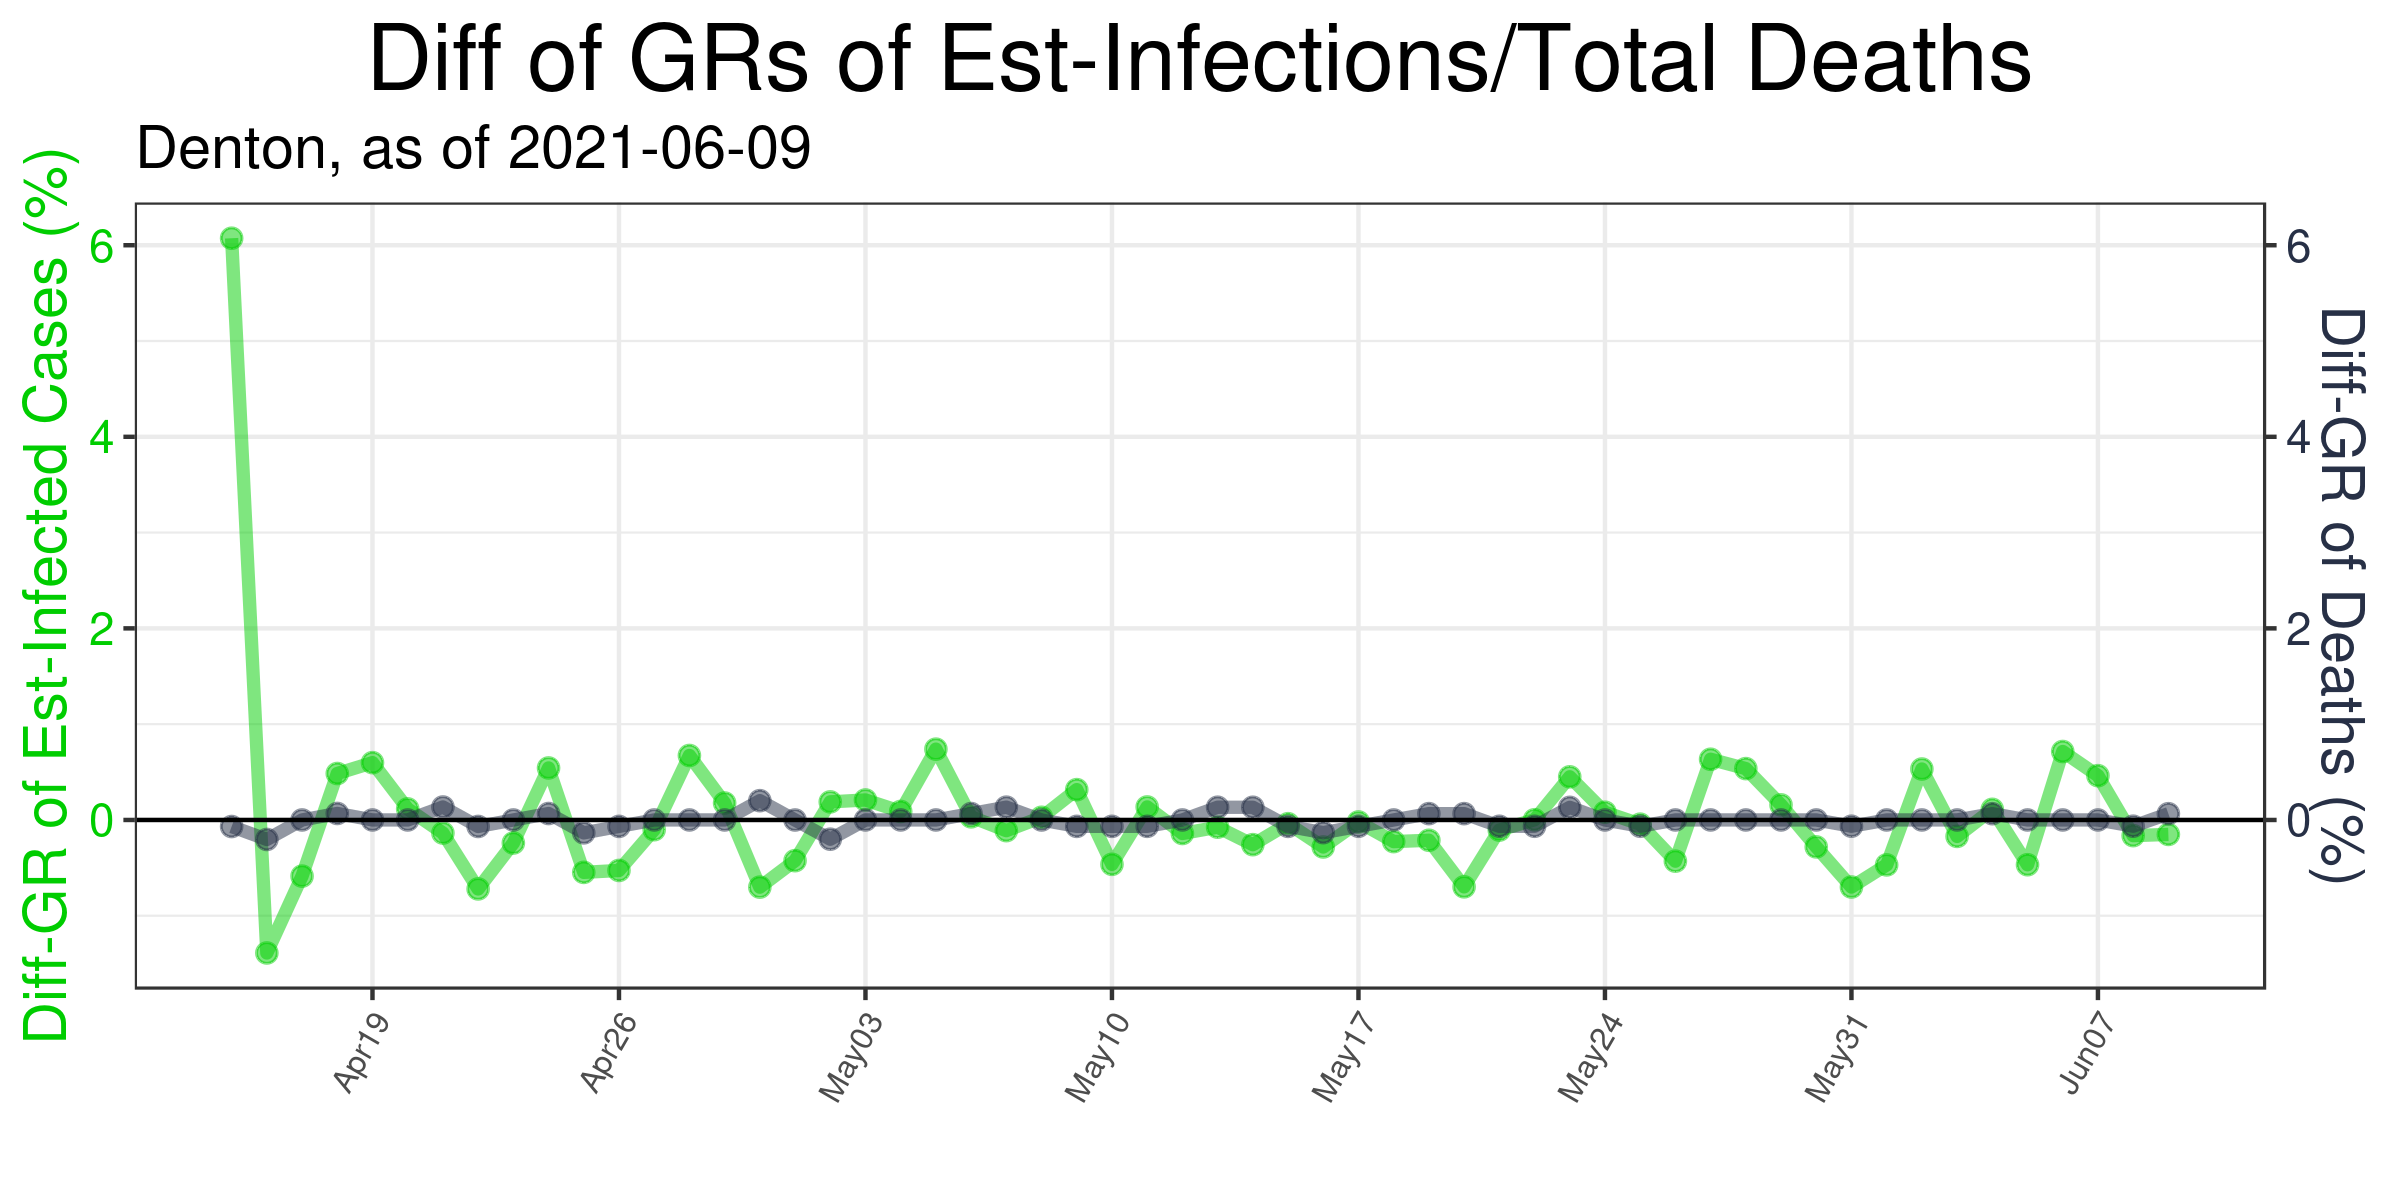 Diff of GRs of Est-Infections/Total Deaths
Denton, as of 2021-06-09
Diff-GR of Est-Infected Cases (%)
6
4
2
0
6
4
2
0
Diff-GR of Deaths (%)
Apr19
Apr26
May03
May10
May17
May24
May31
Jun07